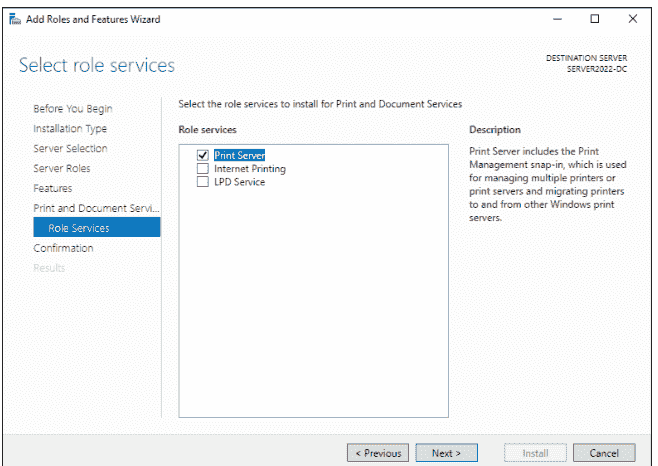 Add Roles and Features Wizard
Select role services
DESTINATION SERVER
SERVER2022-DC
Before You Begin
Installation Type
Server Selection
Server Roles
Features
Print and Document Servi...
Role Services
Confirmation
Results
Select the role services to install for Print and Document Services
Role services
Print Server
Internet Printing
LPD Service
Description
Print Server includes the Print
Management snap-in, which is used
for managing multiple printers or
print servers and migrating printers
to and from other Windows print
servers.
< Previous
Next >
Install
Cancel